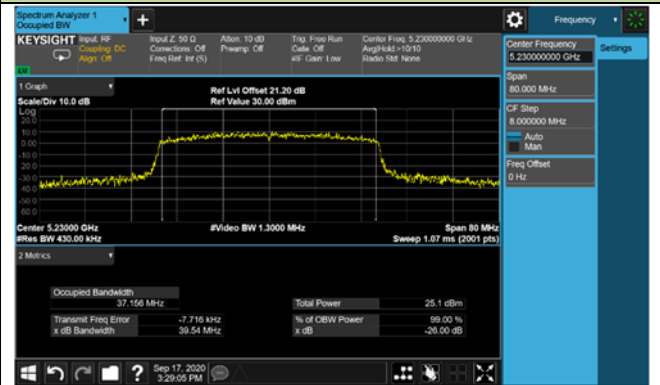 Spectrum Analyzer 1
Occupied BW
Frequency
KEYSIGHT Input: RF
Coupling: DC
Align: Off
Input Z: 50 Ω
Corrections: Off
Freq Ref: Int (S)
Atten: 10 dB
Preamp: Off
Trig: Free Run
Gate: Off
#IF Gain: Low
Center Freq: 5.230000000 GHz
Avg|Hold:>10/10
Radio Std: None
Center Frequency
5.230000000 GHz
Settings
Span
80.000 MHz
CF Step
8.000000 MHz
Auto
Man
Freq Offset
0 Hz
1 Graph
Scale/Div 10.0 dB
Ref Lvl Offset 21.20 dB
Ref Value 30.00 dBm
Log
20.0
10.0
0.00
-10.0
-20.0
-30.0
-40.0
-50.0
-60.0
Center 5.23000 GHz
#Res BW 430.00 kHz
#Video BW 1.3000 MHz
Span 80 MHz
Sweep 1.07 ms (2001 pts)
2 Metrics
Occupied Bandwidth
37.156 MHz
Total Power 25.1 dBm
Transmit Freq Error -7.716 kHz
% of OBW Power 99.00 %
x dB Bandwidth 39.54 MHz
x dB -26.00 dB
Sep 17, 2020
3:29:05 PM